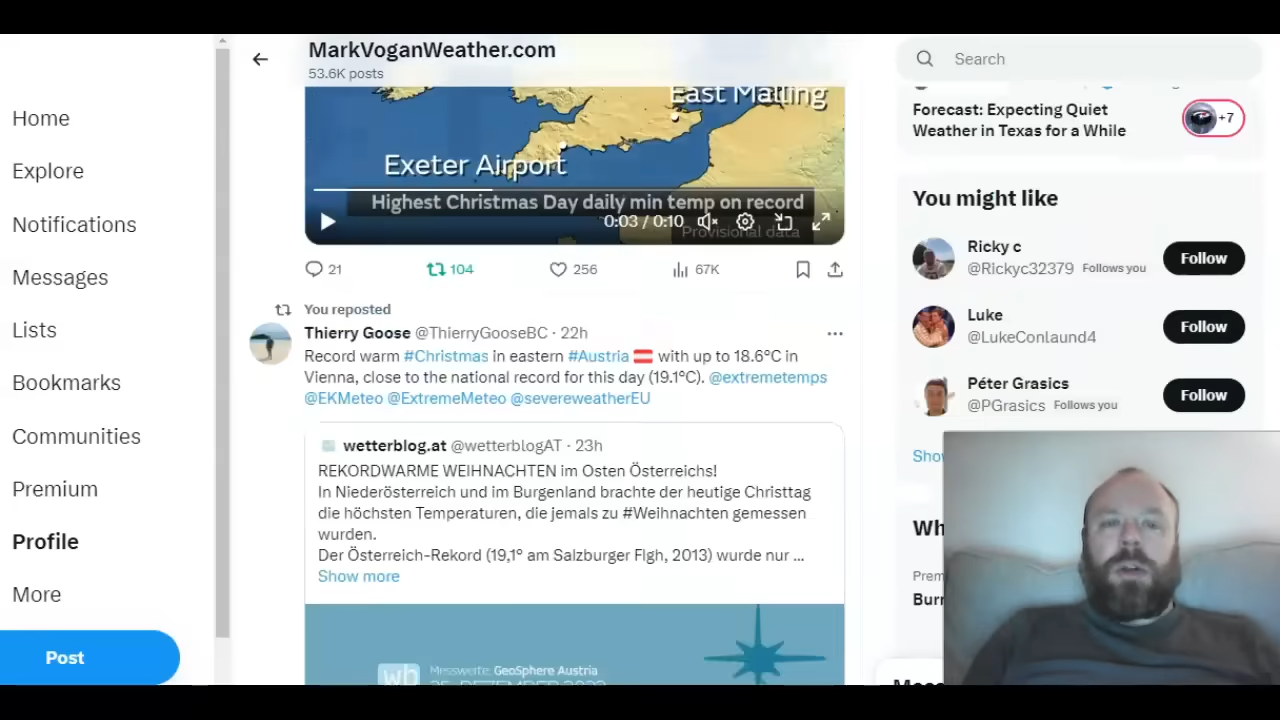 Home
Explore
Notifications
Messages
Lists
Bookmarks
Communities
Premium
Profile
More
Post
MarkVoganWeather.com
53.6K posts
East Malling
Exeter Airport
Highest Christmas Day daily min temp on record
0:03 / 0:10
Provisional data
21
104
256
67K
You reposted
Thierry Goose @ThierryGooseBC · 22h
Record warm #Christmas in eastern #Austria with up to 18.6°C in
Vienna, close to the national record for this day (19.1°C). @extremetemps
@EKMeteo @ExtremeMeteo @severeweatherEU
wetterblog.at @wetterblogAT · 23h
REKORDWARME WEIHNACHTEN im Osten Österreichs!
In Niederösterreich und im Burgenland brachte der heutige Christtag
die höchsten Temperaturen, die jemals zu #Weihnachten gemessen
wurden.
Der Österreich-Rekord (19,1° am Salzburger Flgh, 2013) wurde nur ...
Show more
wb
Messwerte: GeoSphere Austria
Search
Forecast: Expecting Quiet
Weather in Texas for a While
+7
You might like
Ricky c
@Rickyc32379 Follows you
Follow
Luke
@LukeConlaund4
Follow
Péter Grasics
@PGrasics Follows you
Follow
Sho
Wh
Prem
Burr